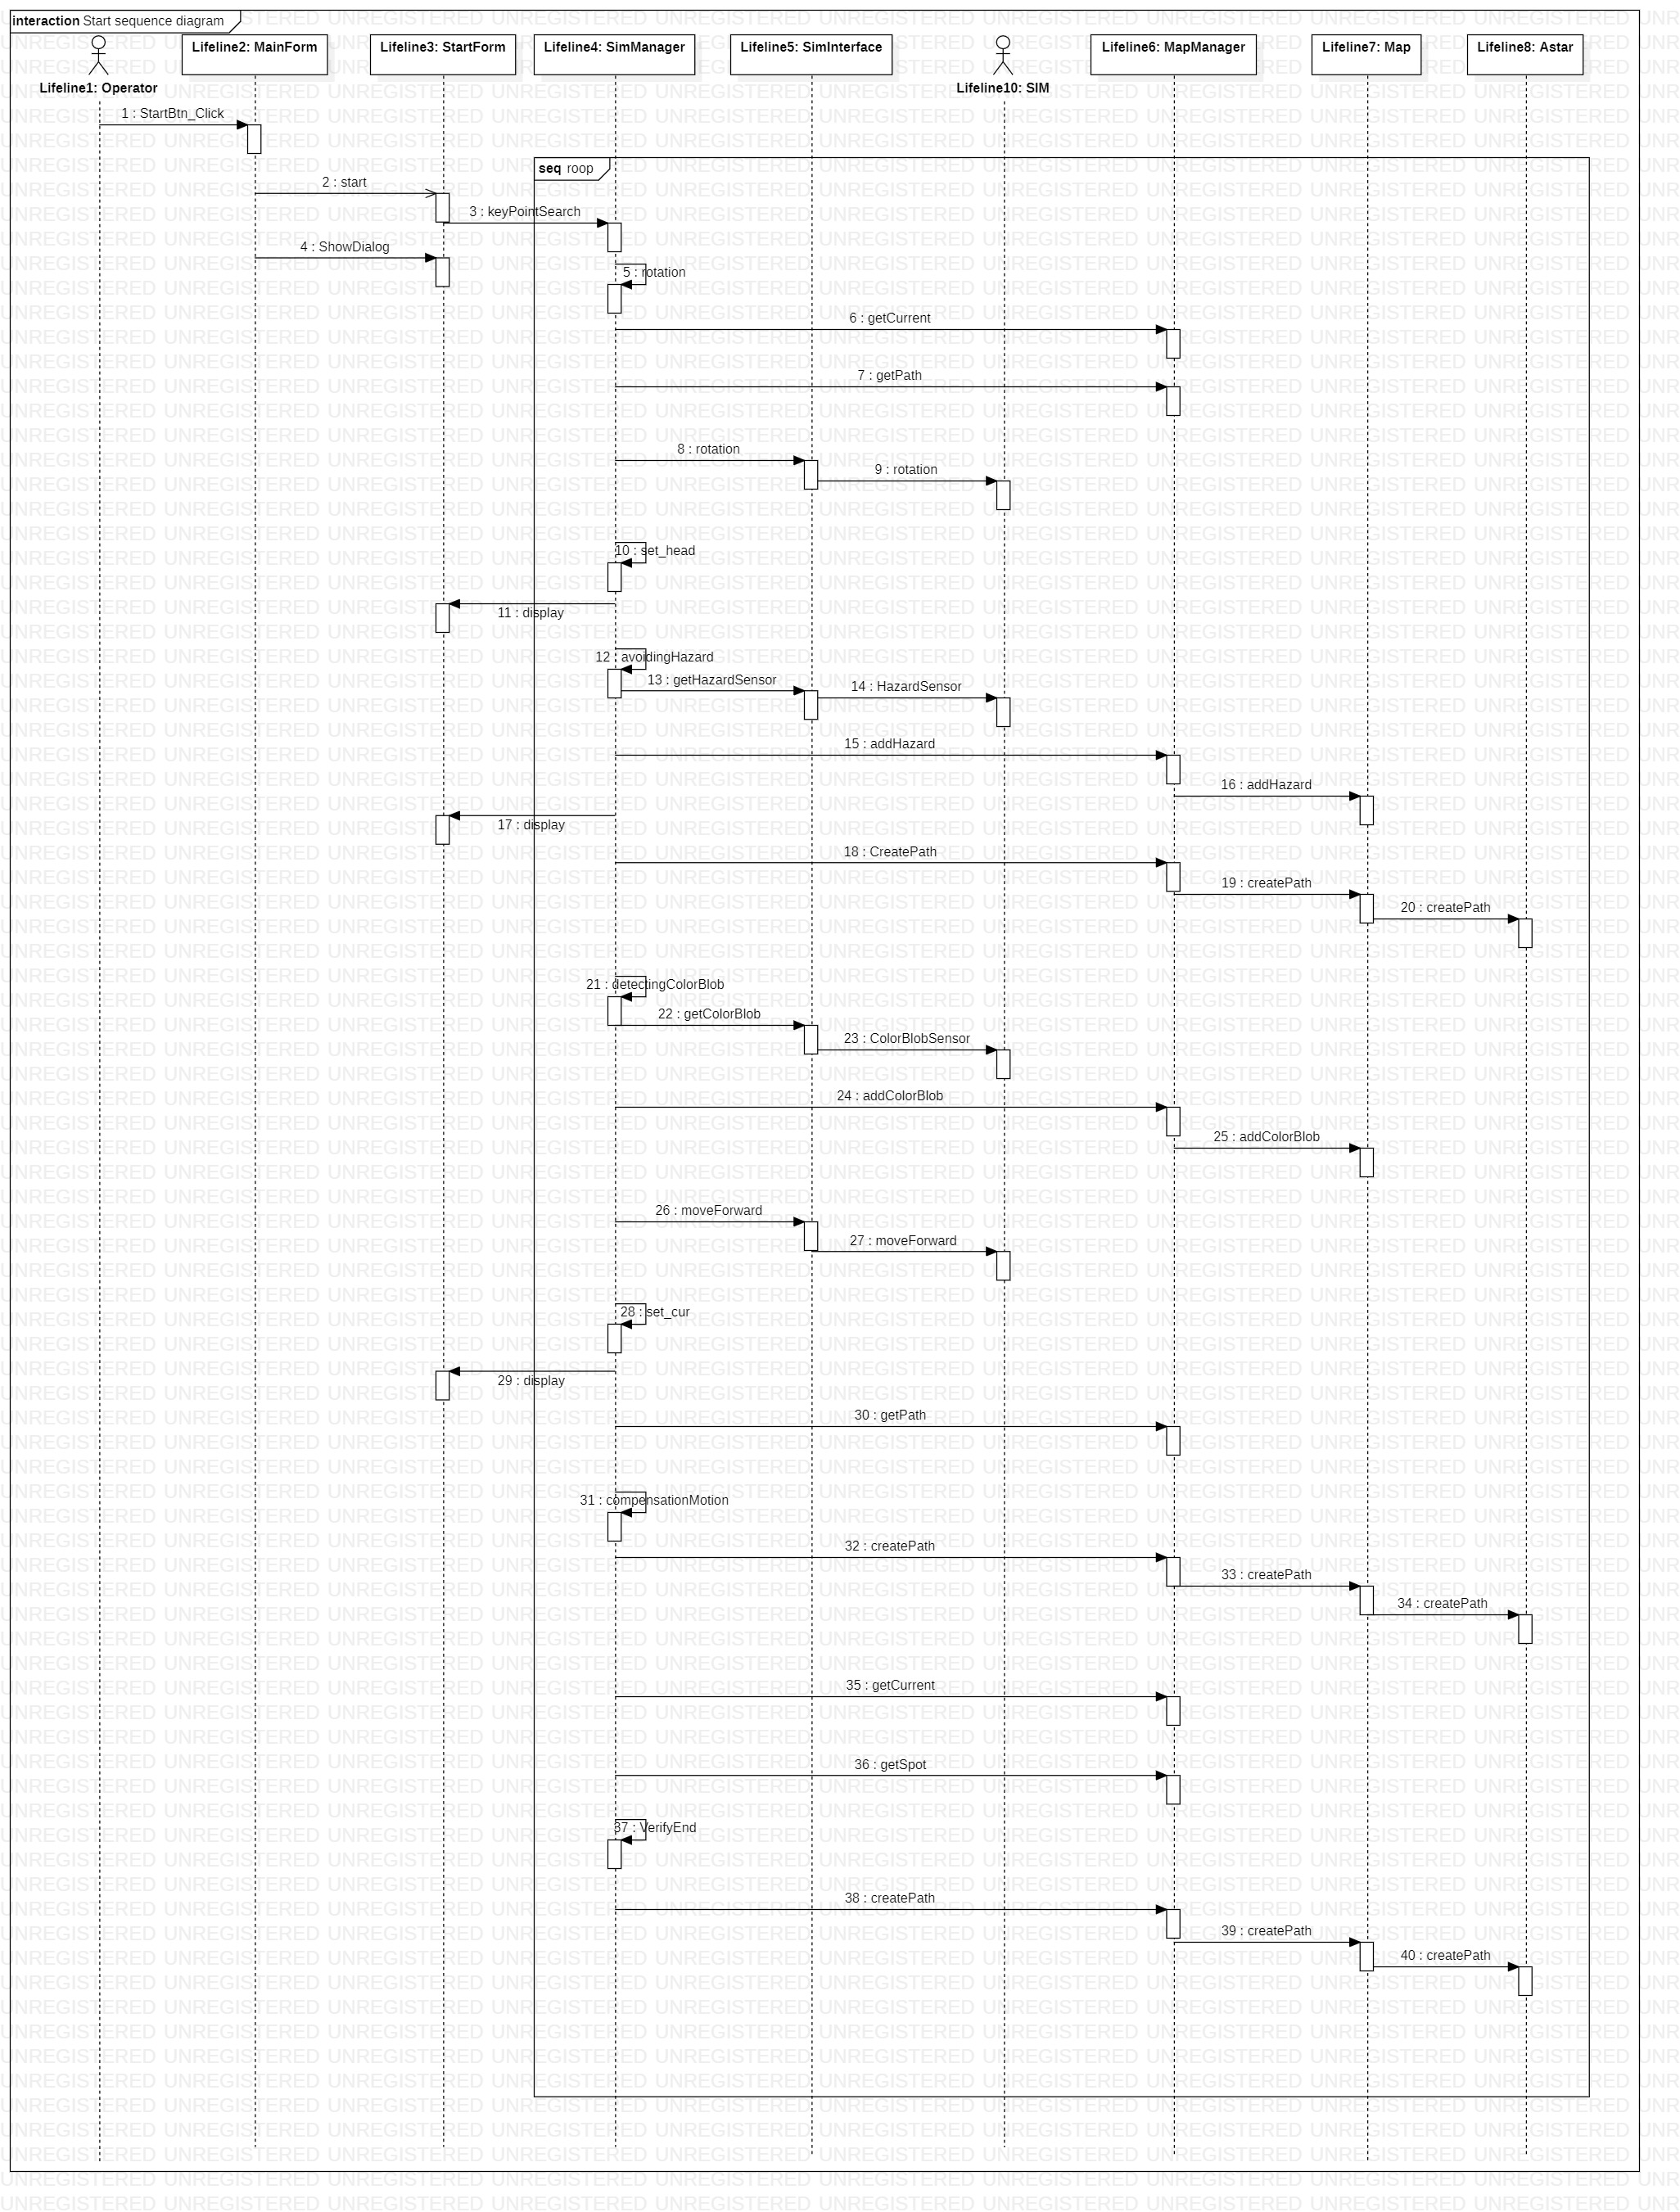 interaction Start sequence diagram
Lifeline1: Operator
Lifeline2: MainForm
Lifeline3: StartForm
Lifeline4: SimManager
Lifeline5: SimInterface
Lifeline10: SIM
Lifeline6: MapManager
Lifeline7: Map
Lifeline8: Astar
1 : StartBtn_Click
seq roop
2 : start
3 : keyPointSearch
4 : ShowDialog
5 : rotation
6 : getCurrent
7 : getPath
8 : rotation
9 : rotation
10 : set_head
11 : display
12 : avoidingHazard
13 : getHazardSensor
14 : HazardSensor
15 : addHazard
16 : addHazard
17 : display
18 : CreatePath
19 : createPath
20 : createPath
21 : detectingColorBlob
22 : getColorBlob
23 : ColorBlobSensor
24 : addColorBlob
25 : addColorBlob
26 : moveForward
27 : moveForward
28 : set_cur
29 : display
30 : getPath
31 : compensationMotion
32 : createPath
33 : createPath
34 : createPath
35 : getCurrent
36 : getSpot
37 : VerifyEnd
38 : createPath
39 : createPath
40 : createPath
UNREGISTERED